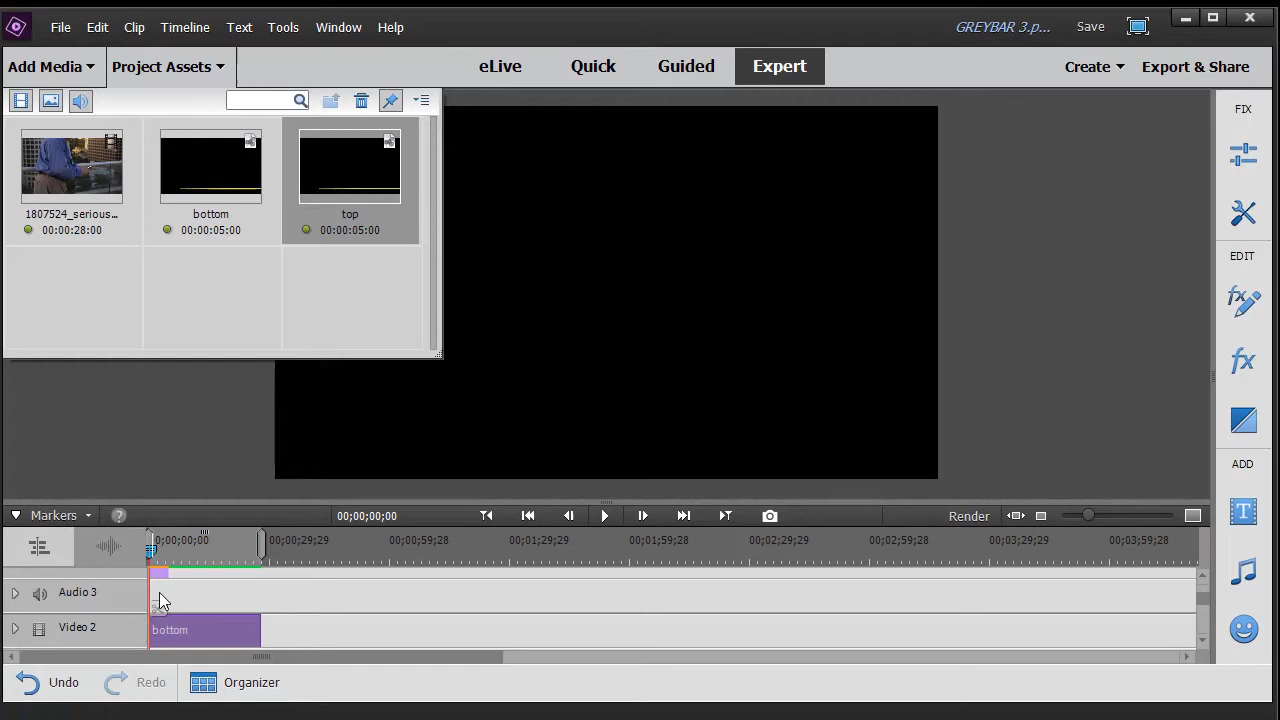 File Edit Clip Timeline Text Tools Window Help GREYBAR 3.p... Save
Add Media Project Assets eLive Quick Guided Expert Create Export & Share
FIX
1807524_serious... bottom top
00:00:28:00 00:00:05:00 00:00:05:00
EDIT
ADD
Markers 00;00;00;00 Render
0;00;00;00 00;00;29;29 00;00;59;28 00;01;29;29 00;01;59;28 00;02;29;29 00;02;59;28 00;03;29;29 00;03;59;28
Audio 3
Video 2 bottom
Undo Redo Organizer